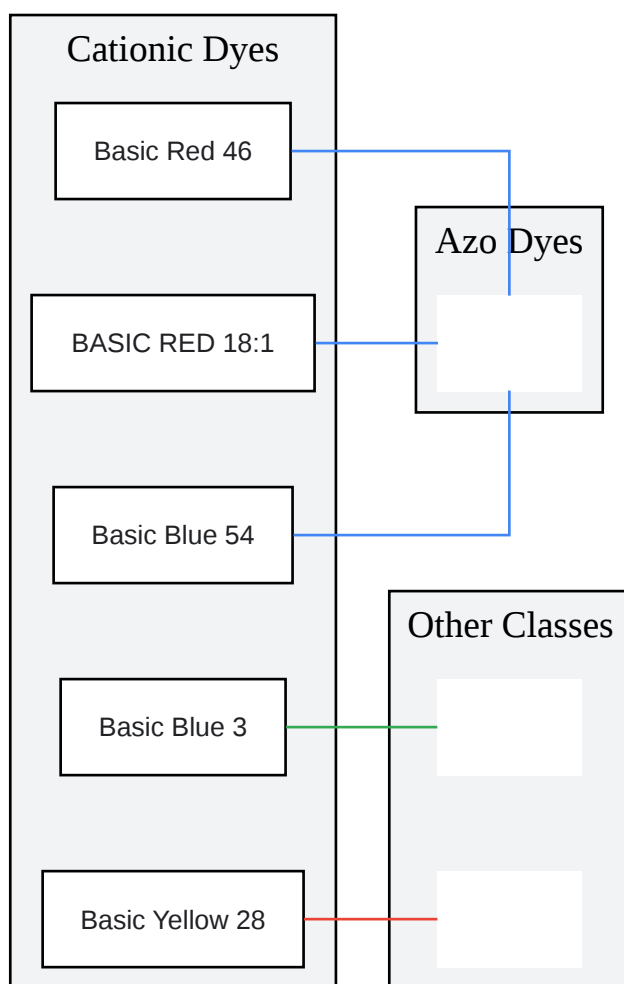 Cationic Dyes
Basic Red 46
Azo Dyes
BASIC RED 18:1
Basic Blue 54
Other Classes
Basic Blue 3
Basic Yellow 28